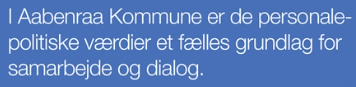 I Aabenraa Kommune er de personale-
politiske værdier et fælles grundlag for
samarbejde og dialog.